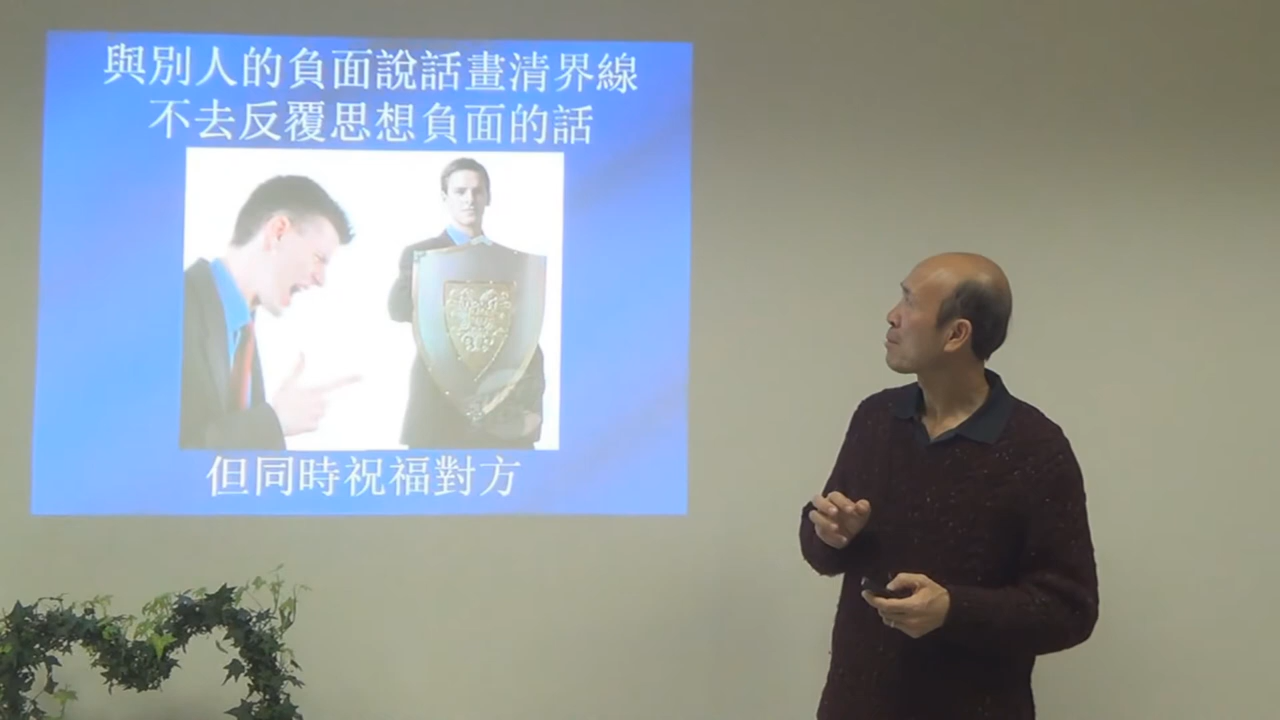 與別人的負面說話畫清界線
不去反覆思想負面的話
但同時祝福對方